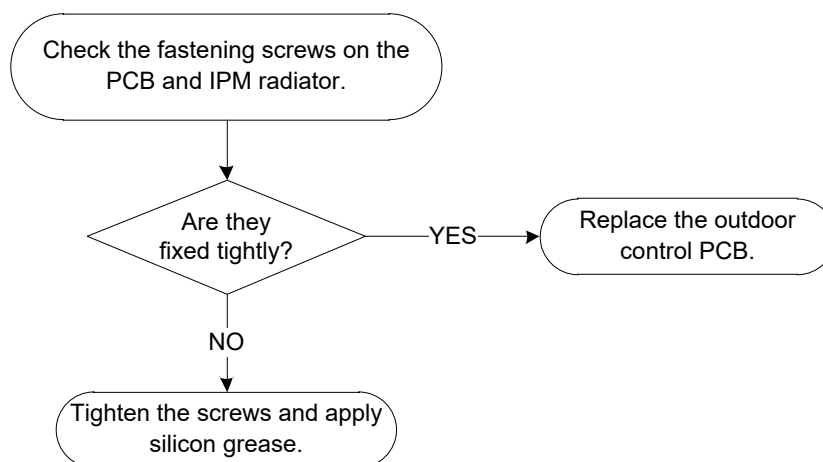 Check the fastening screws on the
PCB and IPM radiator.
Are they
fixed tightly?
YES
Replace the outdoor
control PCB.
NO
Tighten the screws and apply
silicon grease.